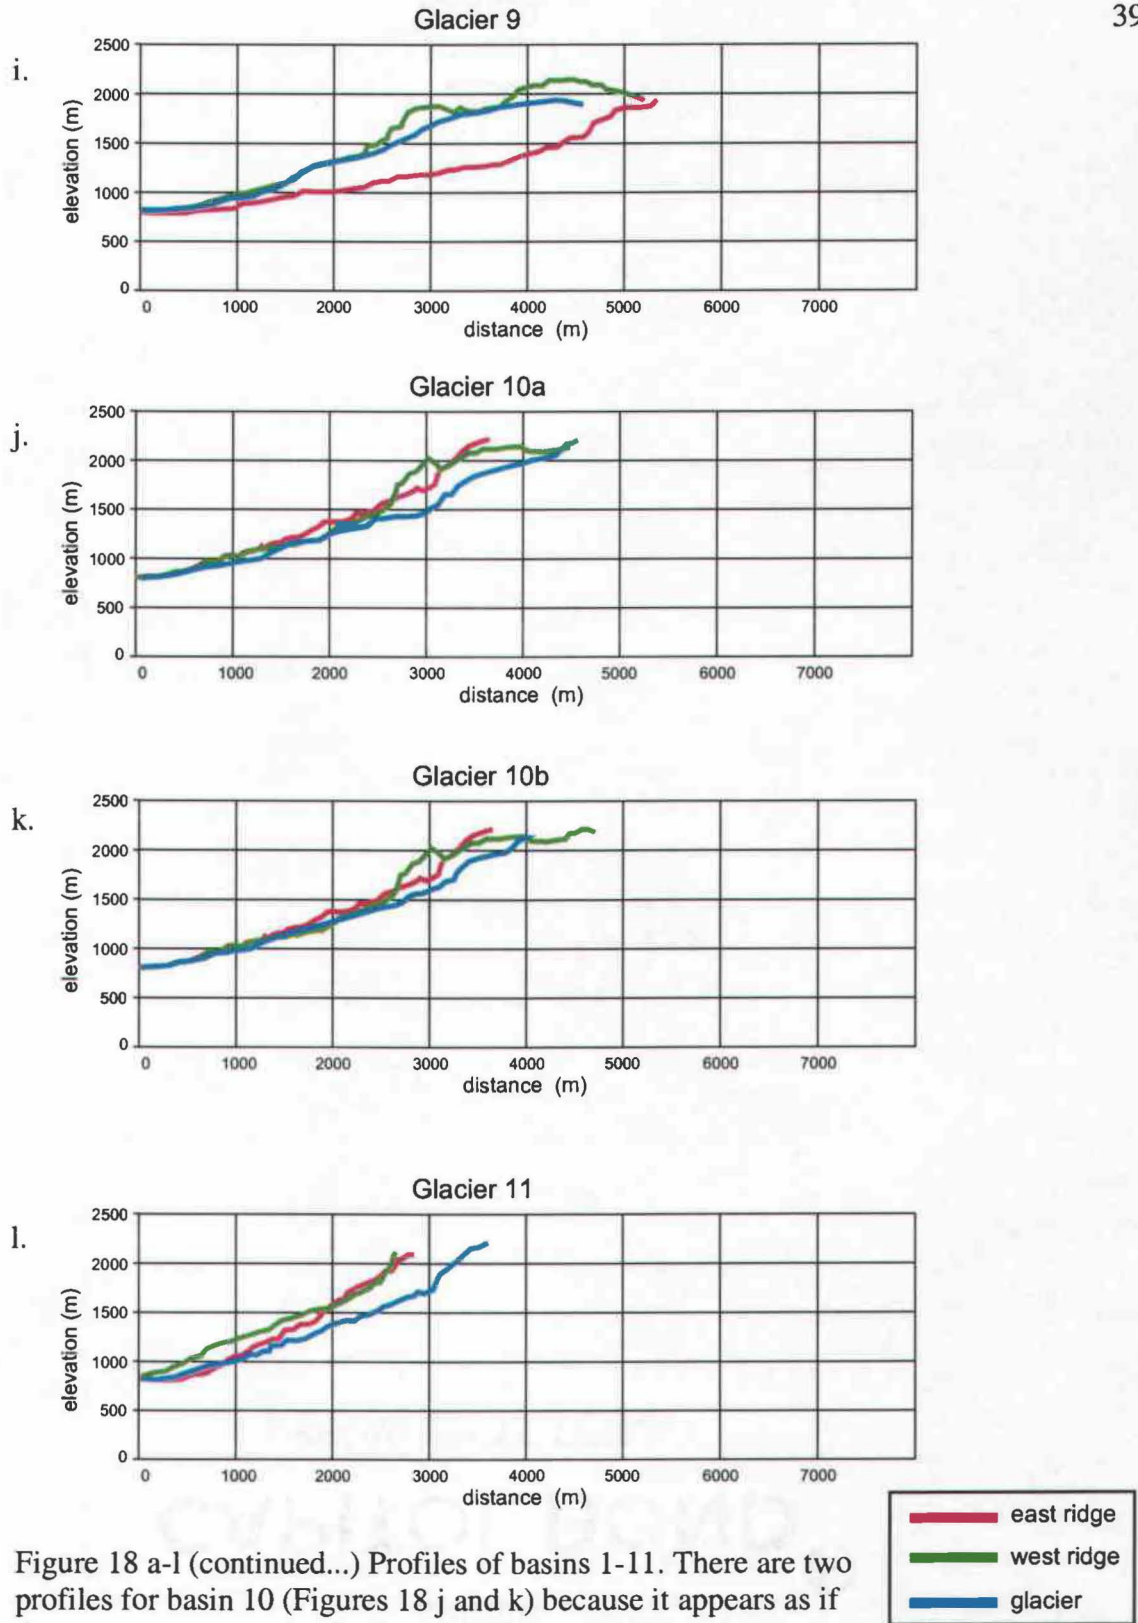 39
Glacier 9
i.
elevation (m)
2500
2000
1500
1000
500
0
0 1000 2000 3000 4000 5000 6000 7000
distance (m)
Glacier 10a
j.
elevation (m)
2500
2000
1500
1000
500
0
0 1000 2000 3000 4000 5000 6000 7000
distance (m)
Glacier 10b
k.
elevation (m)
2500
2000
1500
1000
500
0
0 1000 2000 3000 4000 5000 6000 7000
distance (m)
Glacier 11
l.
elevation (m)
2500
2000
1500
1000
500
0
0 1000 2000 3000 4000 5000 6000 7000
distance (m)
east ridge
west ridge
glacier
Figure 18 a-l (continued...) Profiles of basins 1-11. There are two
profiles for basin 10 (Figures 18 j and k) because it appears as if